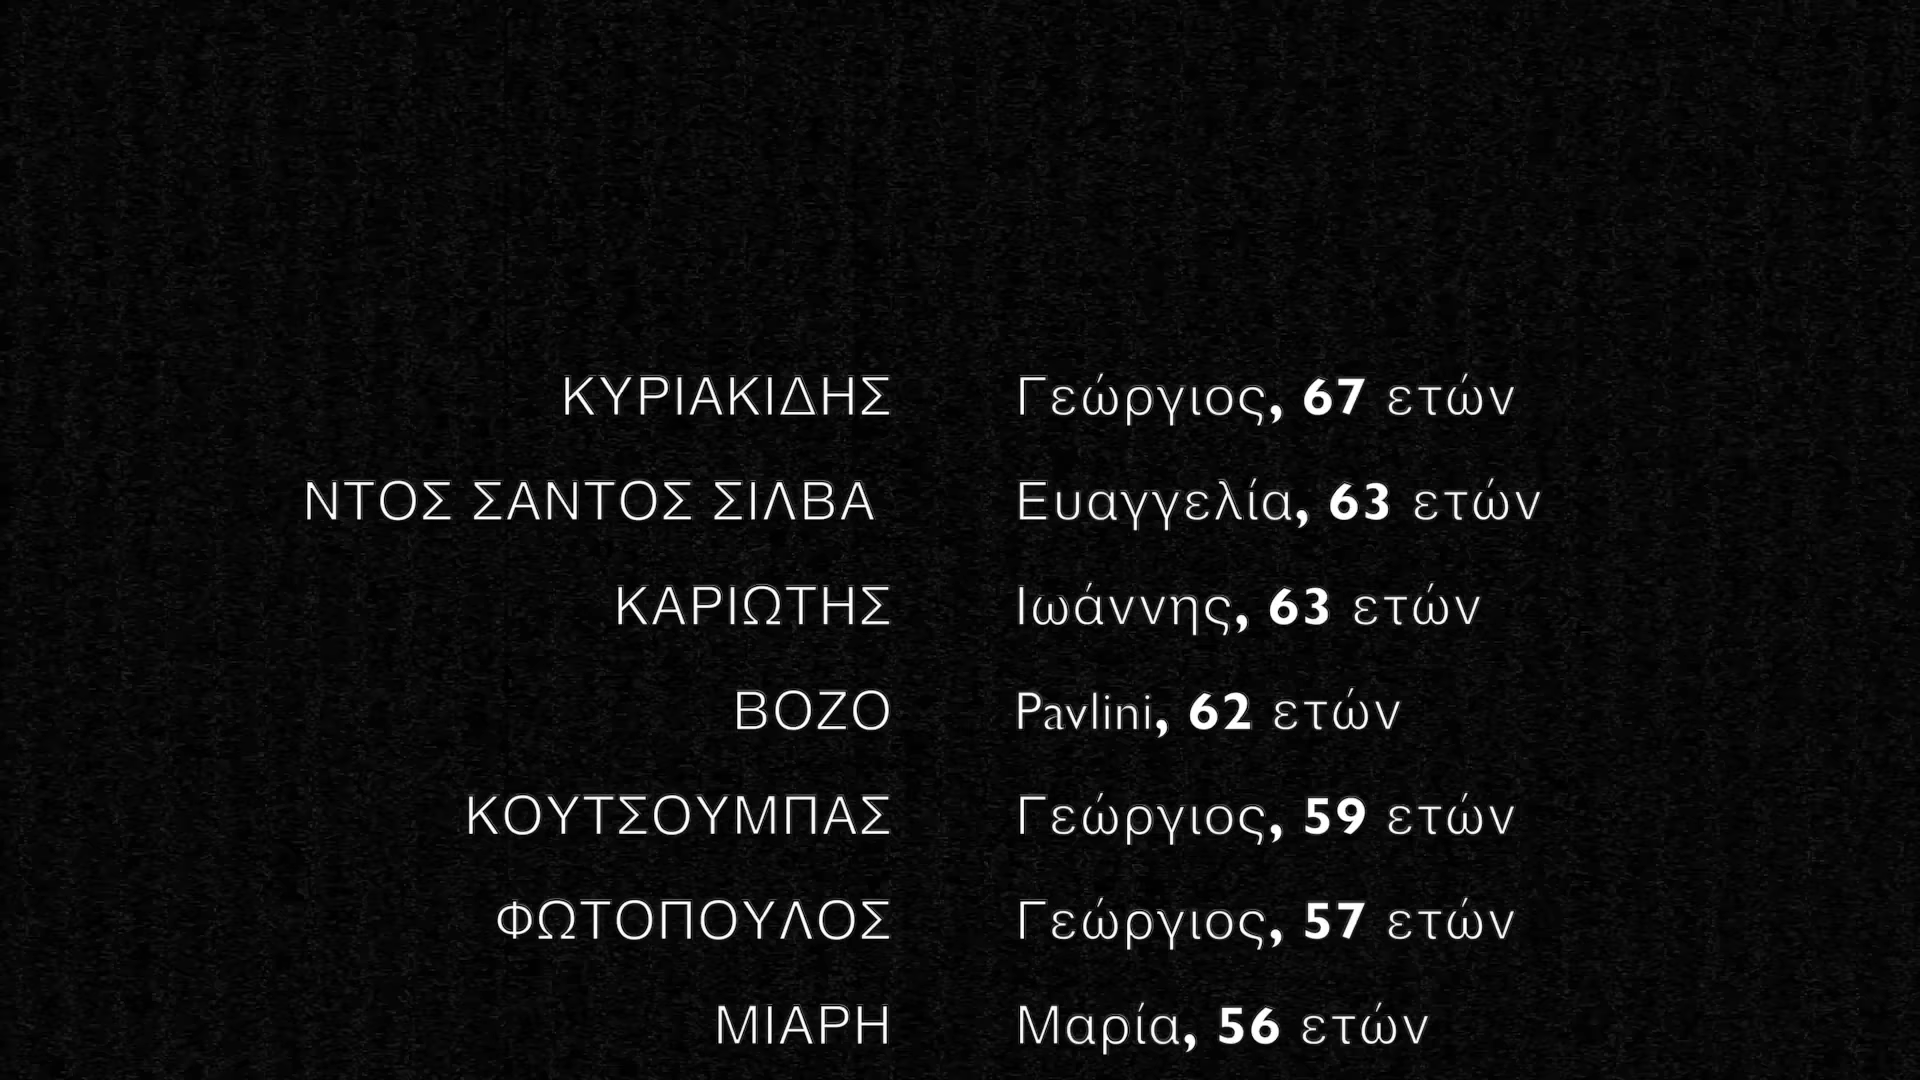 ΚΥΡΙΑΚΙΔΗΣ Γεώργιος, 67 ετών
ΝΤΟΣ ΣΑΝΤΟΣ ΣΙΛΒΑ Ευαγγελία, 63 ετών
ΚΑΡΙΩΤΗΣ Ιωάννης, 63 ετών
ΒΟΖΟ Pavlini, 62 ετών
ΚΟΥΤΣΟΥΜΠΑΣ Γεώργιος, 59 ετών
ΦΩΤΟΠΟΥΛΟΣ Γεώργιος, 57 ετών
ΜΙΑΡΗ Μαρία, 56 ετών